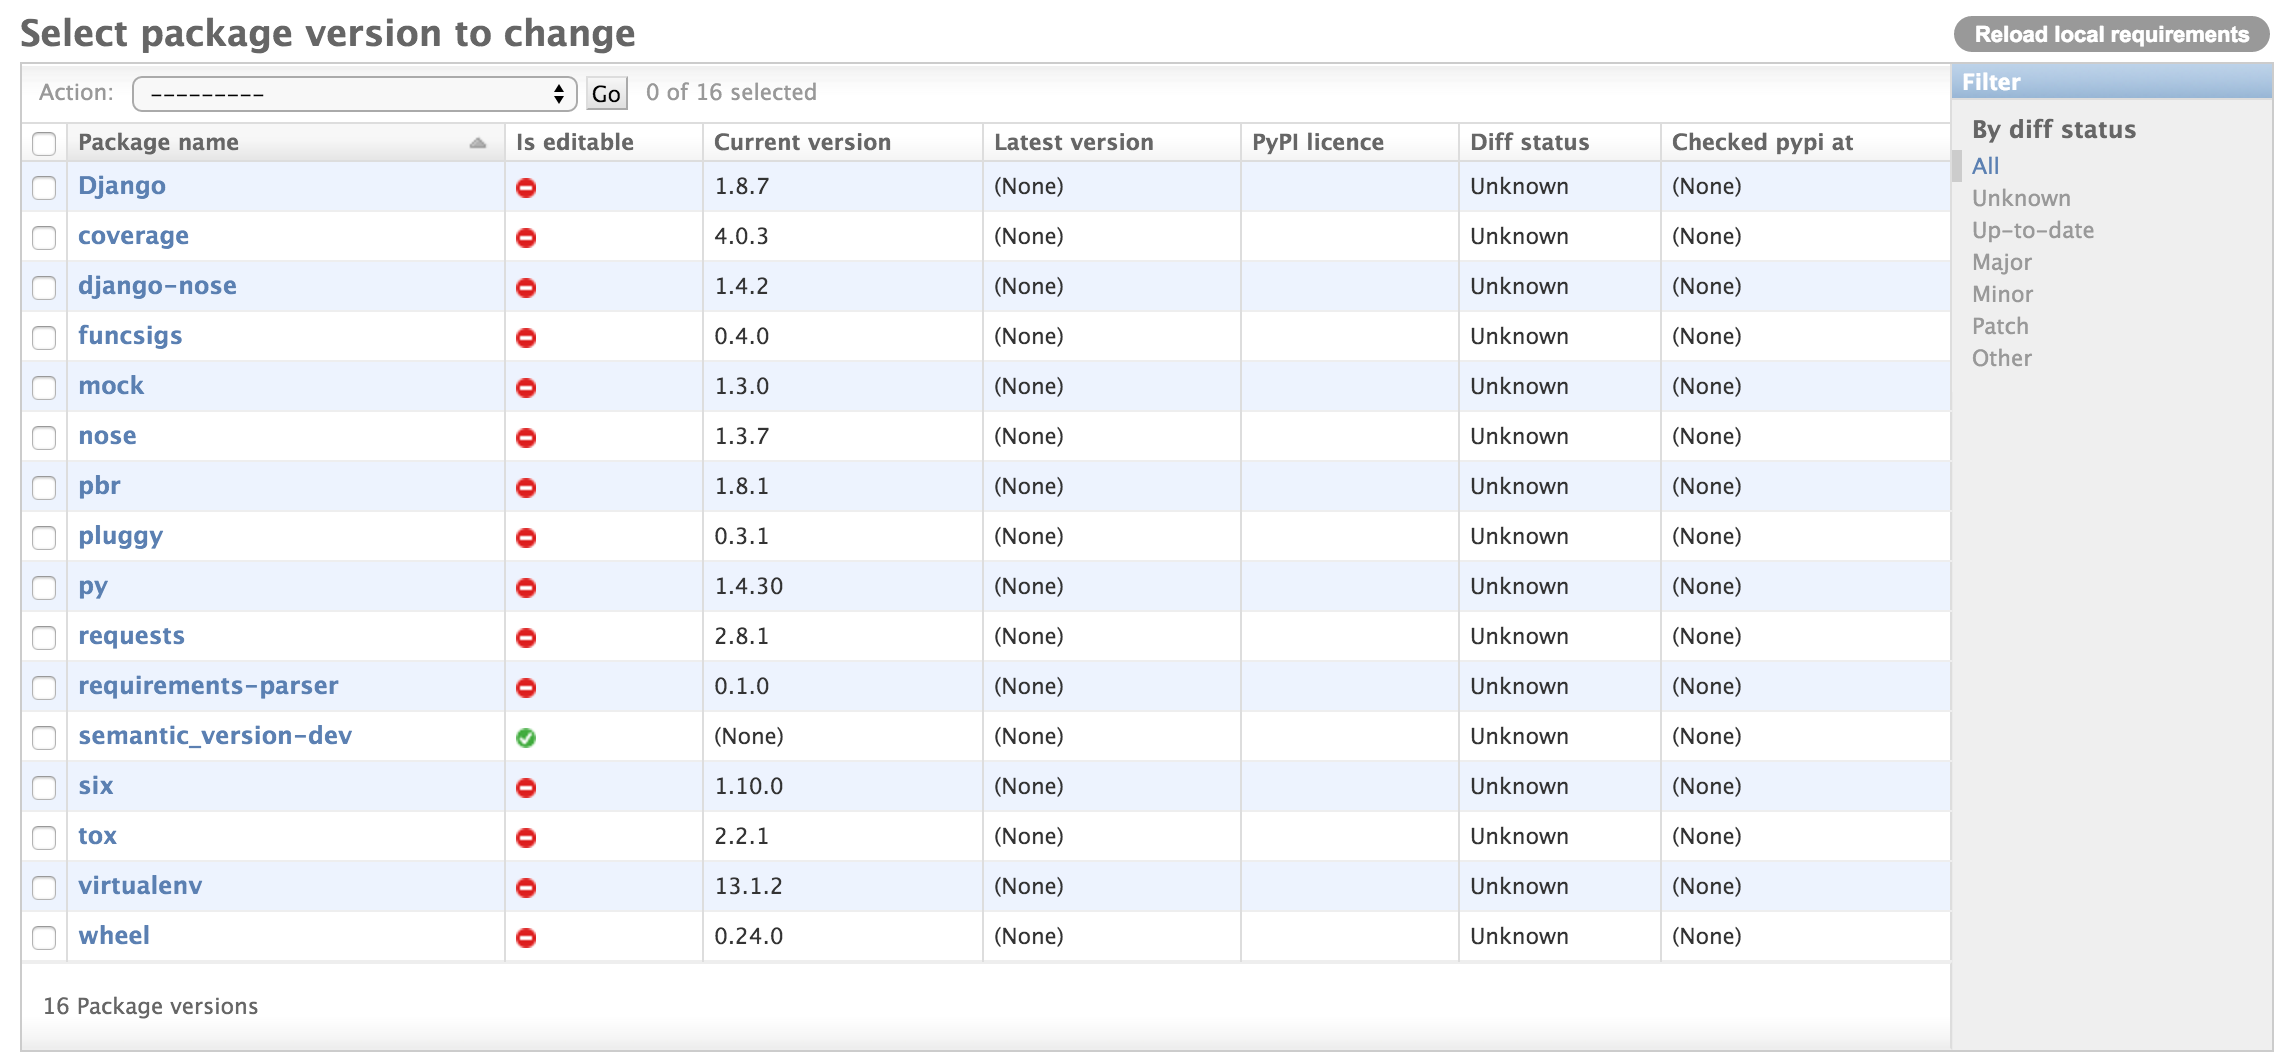 Select package version to change
Reload local requirements
Action: --------- Go 0 of 16 selected
Package name Is editable Current version Latest version PyPI licence Diff status Checked pypi at
Django 1.8.7 (None) Unknown (None)
coverage 4.0.3 (None) Unknown (None)
django-nose 1.4.2 (None) Unknown (None)
funcsigs 0.4.0 (None) Unknown (None)
mock 1.3.0 (None) Unknown (None)
nose 1.3.7 (None) Unknown (None)
pbr 1.8.1 (None) Unknown (None)
pluggy 0.3.1 (None) Unknown (None)
py 1.4.30 (None) Unknown (None)
requests 2.8.1 (None) Unknown (None)
requirements-parser 0.1.0 (None) Unknown (None)
semantic_version-dev (None) (None) Unknown (None)
six 1.10.0 (None) Unknown (None)
tox 2.2.1 (None) Unknown (None)
virtualenv 13.1.2 (None) Unknown (None)
wheel 0.24.0 (None) Unknown (None)
16 Package versions
Filter
By diff status
All
Unknown
Up-to-date
Major
Minor
Patch
Other